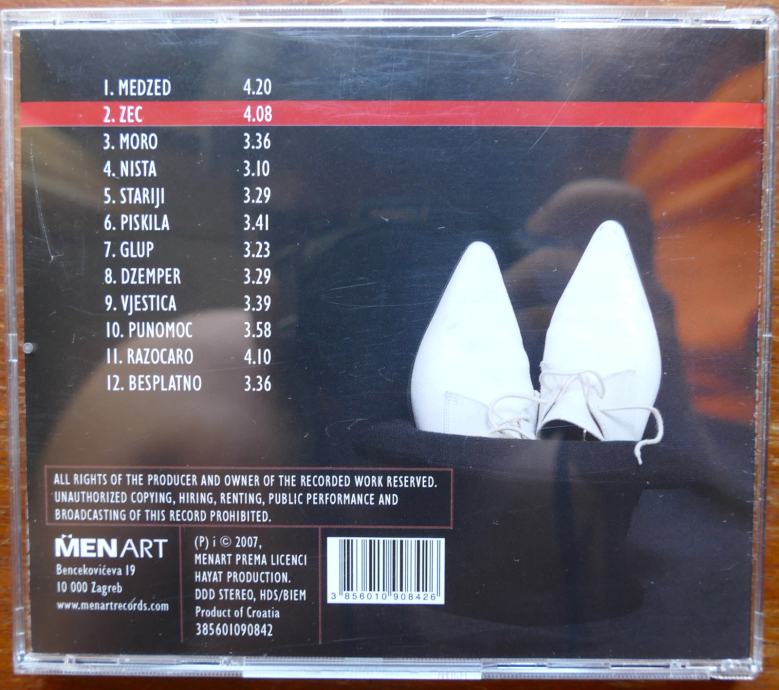 1. MEDZED 4.20
2. ZEC 4.08
3. MORO 3.36
4. NISTA 3.10
5. STARIJI 3.29
6. PISKILA 3.41
7. GLUP 3.23
8. DZEMPER 3.29
9. VJESTICA 3.39
10. PUNOMOC 3.58
11. RAZOCARO 4.10
12. BESPLATNO 3.36
ALL RIGHTS OF THE PRODUCER AND OWNER OF THE RECORDED WORK RESERVED.
UNAUTHORIZED COPYING, HIRING, RENTING, PUBLIC PERFORMANCE AND
BROADCASTING OF THIS RECORD PROHIBITED.
MENART
Bencekovićeva 19
10 000 Zagreb
www.menartrecords.com
(P) i © 2007,
MENART PREMA LICENCI
HAYAT PRODUCTION.
DDD STEREO, HDS/BIEM
Product of Croatia
385601090842
3 856010 908426